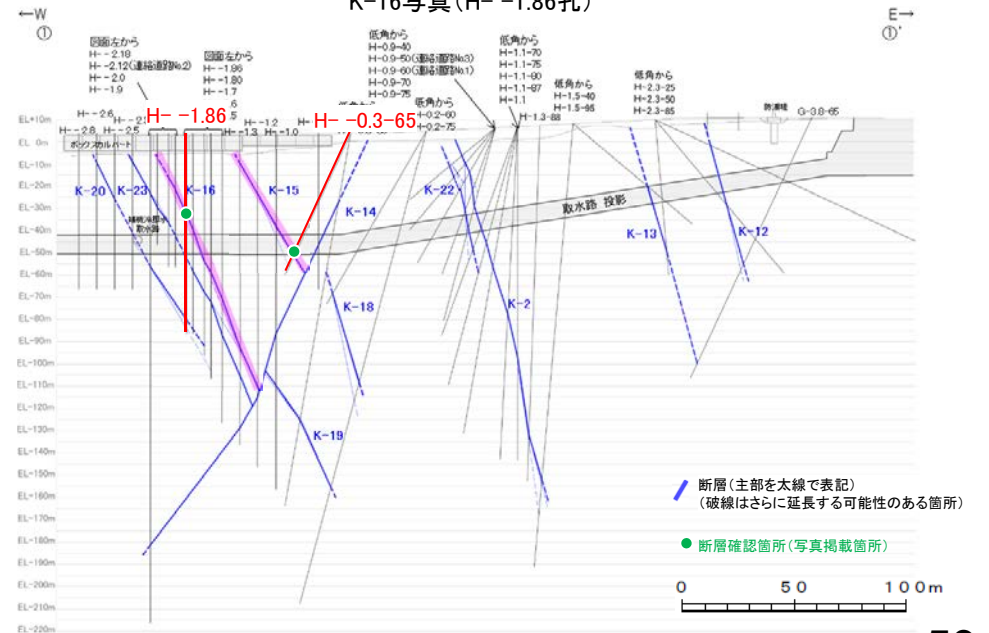 K-16写真(H- -1.86孔)
←W
①
E→
①'
図面左から
H- -2.18
H- -2.12(連絡道路No.2)
H- -2.0
H- -1.9
図面左から
H- -1.86
H- -1.80
H- -1.7
低角から
H-0.9-40
H-0.9-50(連絡道路No.3)
H-0.9-60(連絡道路No.1)
H-0.9-70
H-0.9-75
低角から
H-1.1-70
H-1.1-75
H-1.1-80
H-1.1-87
H-1.1
低角から
H-1.5-40
H-1.5-95
低角から
H-2.3-25
H-2.3-50
H-2.3-85
低角から
H-0.2-60
H-0.2-75
H- -2.6
H- -2.8
H- -2.5
H- -1.86
H- -1.3
H- -1.2
H- -1.0
H- -0.3-65
H-1.3-88
防潮堤
G-3.8-65
ボックスカルバート
補機冷却水
取水路
取水路 投影
K-20
K-23
K-16
K-15
K-14
K-22
K-13
K-12
K-18
K-2
K-19
EL+10m
EL 0m
EL-10m
EL-20m
EL-30m
EL-40m
EL-50m
EL-60m
EL-70m
EL-80m
EL-90m
EL-100m
EL-110m
EL-120m
EL-130m
EL-140m
EL-150m
EL-160m
EL-170m
EL-180m
EL-190m
EL-200m
EL-210m
EL-220m
断層(主部を太線で表記)
(破線はさらに延長する可能性のある箇所)
断層確認箇所(写真掲載箇所)
0 50 100m